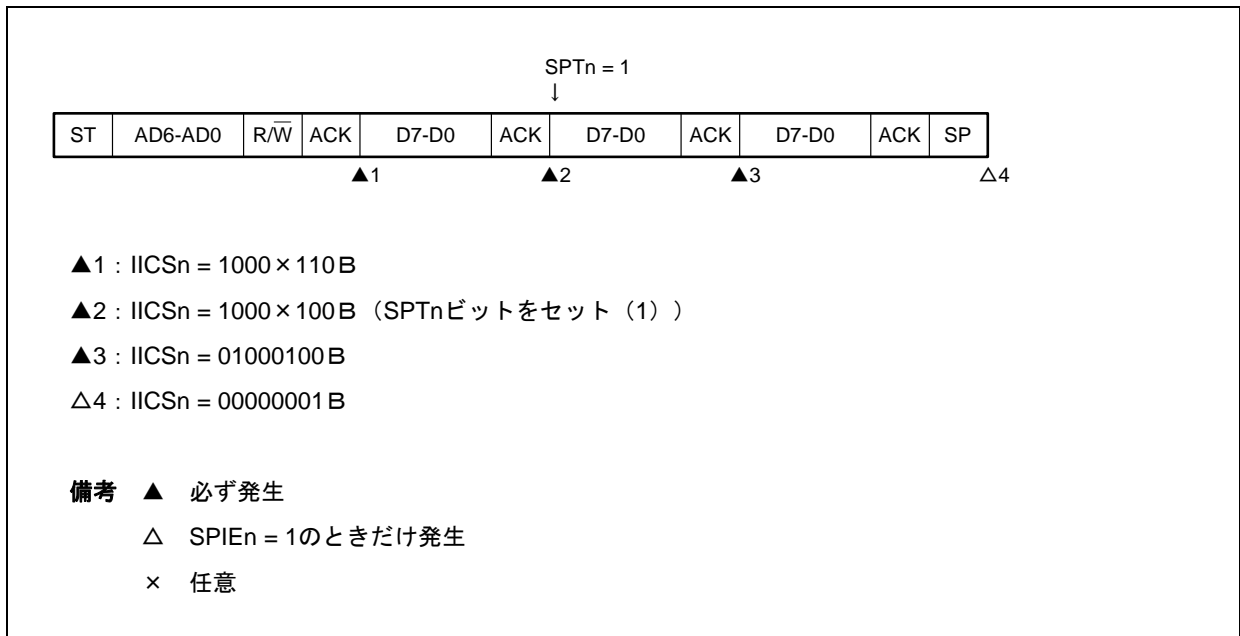 SPTn = 1
↓
ST AD6-AD0 R/W̅ ACK D7-D0 ACK D7-D0 ACK D7-D0 ACK SP
▲1 ▲2 ▲3 △4
▲1：IICSn = 1000×110B
▲2：IICSn = 1000×100B（SPTnビットをセット（1））
▲3：IICSn = 01000100B
△4：IICSn = 00000001B
備考 ▲ 必ず発生
△ SPIEn = 1のときだけ発生
× 任意